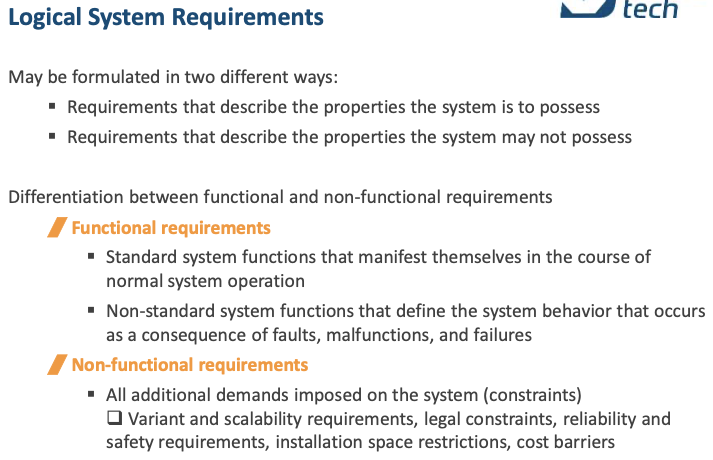 Logical System Requirements
tech
May be formulated in two different ways:
▪ Requirements that describe the properties the system is to possess
▪ Requirements that describe the properties the system may not possess
Differentiation between functional and non-functional requirements
Functional requirements
▪ Standard system functions that manifest themselves in the course of
normal system operation
▪ Non-standard system functions that define the system behavior that occurs
as a consequence of faults, malfunctions, and failures
Non-functional requirements
▪ All additional demands imposed on the system (constraints)
❑ Variant and scalability requirements, legal constraints, reliability and
safety requirements, installation space restrictions, cost barriers